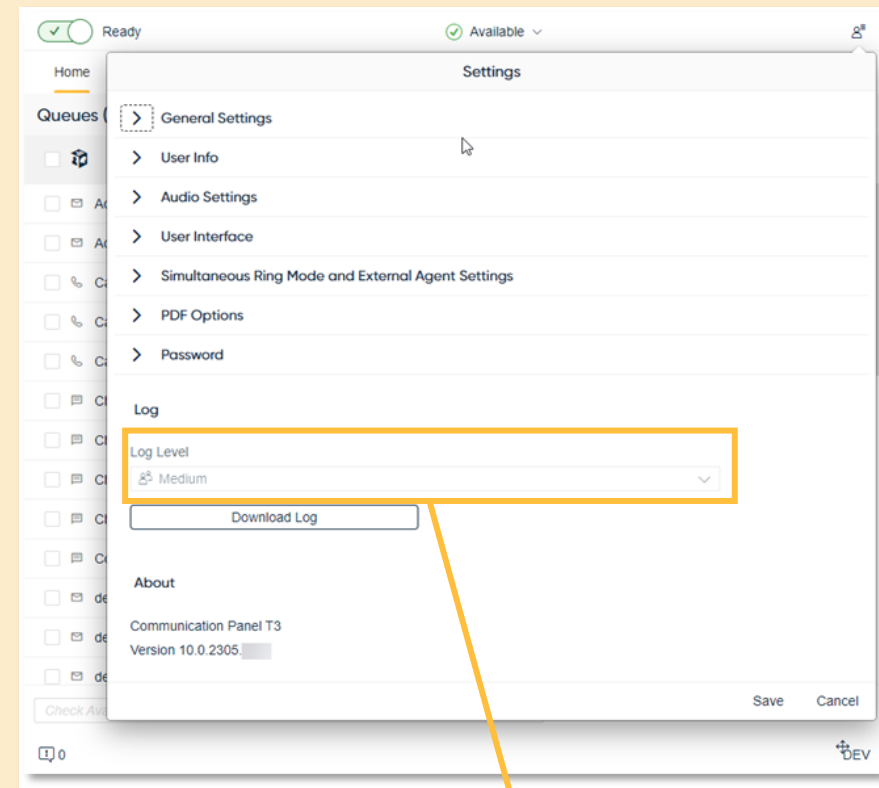 Ready
Available
Home
Settings
Queues (
General Settings
User Info
Audio Settings
User Interface
Simultaneous Ring Mode and External Agent Settings
PDF Options
Password
Log
Log Level
Medium
Download Log
About
Communication Panel T3
Version 10.0.2305.
Save Cancel
Check Ava
0
DEV